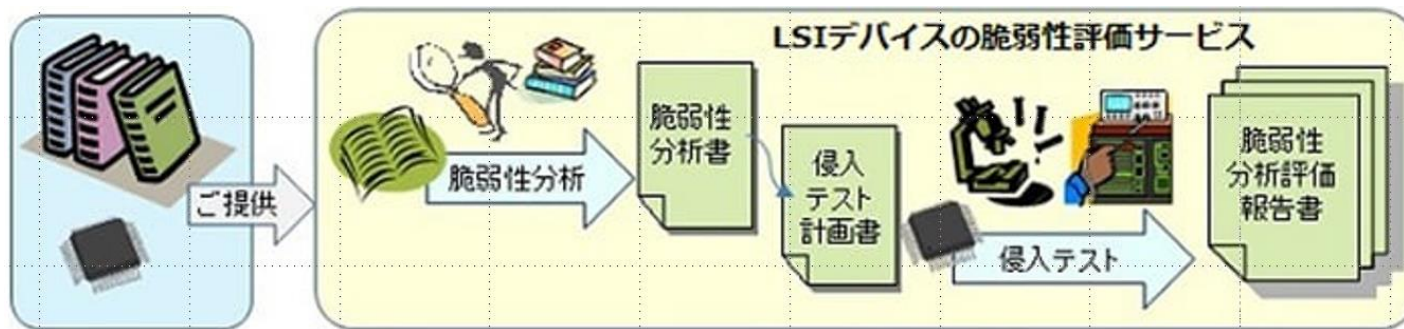 LSIデバイスの脆弱性評価サービス
ご提供
脆弱性分析
脆弱性
分析書
侵入
テスト
計画書
侵入テスト
脆弱性
分析評価
報告書